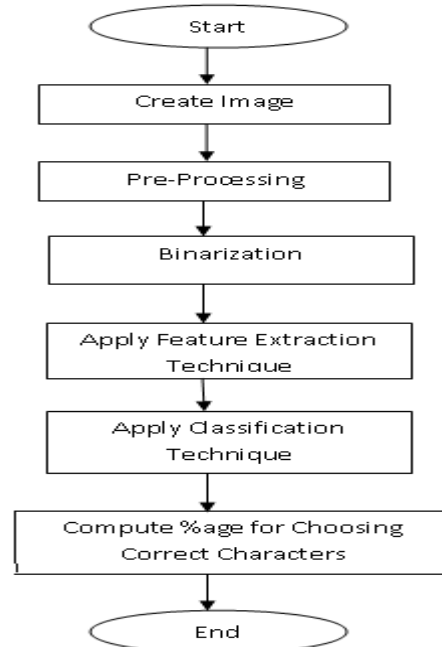 Start
Create Image
Pre-Processing
Binarization
Apply Feature Extraction
Technique
Apply Classification
Technique
Compute %age for Choosing
Correct Characters
End